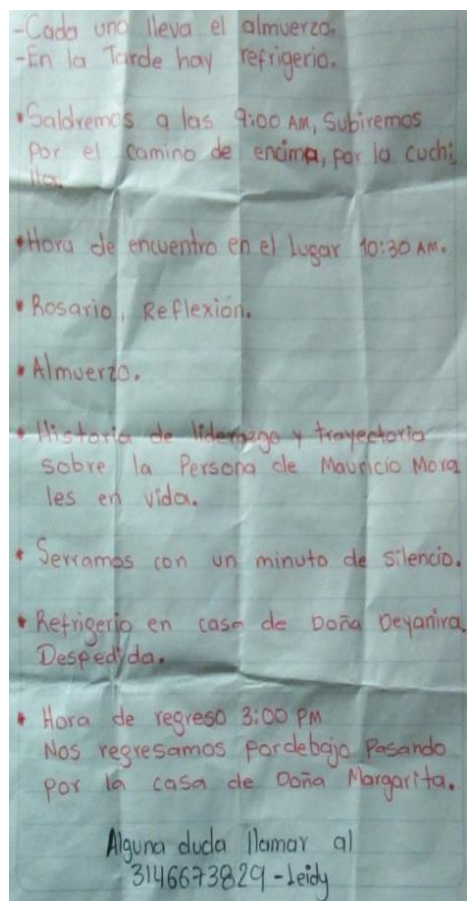 -Cada uno lleva el almuerzo.
-En la Tarde hay refrigerio.
*Saldremos a las 9:00 AM, Subiremos
por el camino de encima, por la cuchi
lla.
*Hora de encuentro en el Lugar 10:30 AM.
*Rosario, Reflexión.
*Almuerzo.
*Historia de liderazgo y trayectoria
sobre la Persona de Mauricio Mora
les en vida.
*Serramos con un minuto de silencio.
*Refrigerio en casa de Doña Deyanira.
Despedida.
*Hora de regreso 3:00 PM
Nos regresamos por debajo Pasando
por la casa de Doña Margarita.
Alguna duda llamar al
3146673829-Leidy